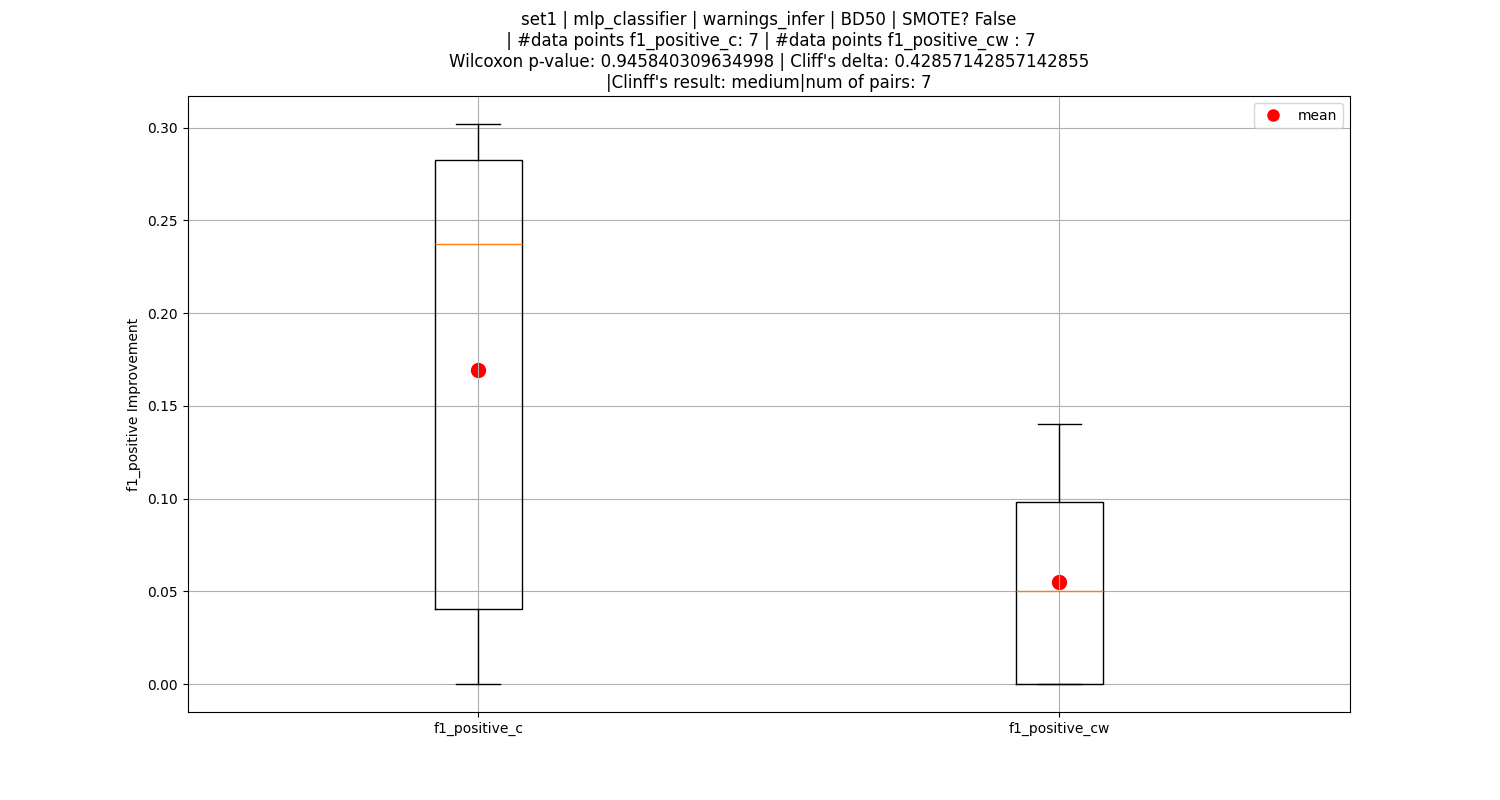 set1 | mlp_classifier | warnings_infer | BD50 | SMOTE? False
| #data points f1_positive_c: 7 | #data points f1_positive_cw : 7
Wilcoxon p-value: 0.945840309634998 | Cliff's delta: 0.42857142857142855
|Clinff's result: medium|num of pairs: 7
mean
0.30
0.25
0.20
0.15
0.10
0.05
0.00
f1_positive Improvement
f1_positive_c
f1_positive_cw